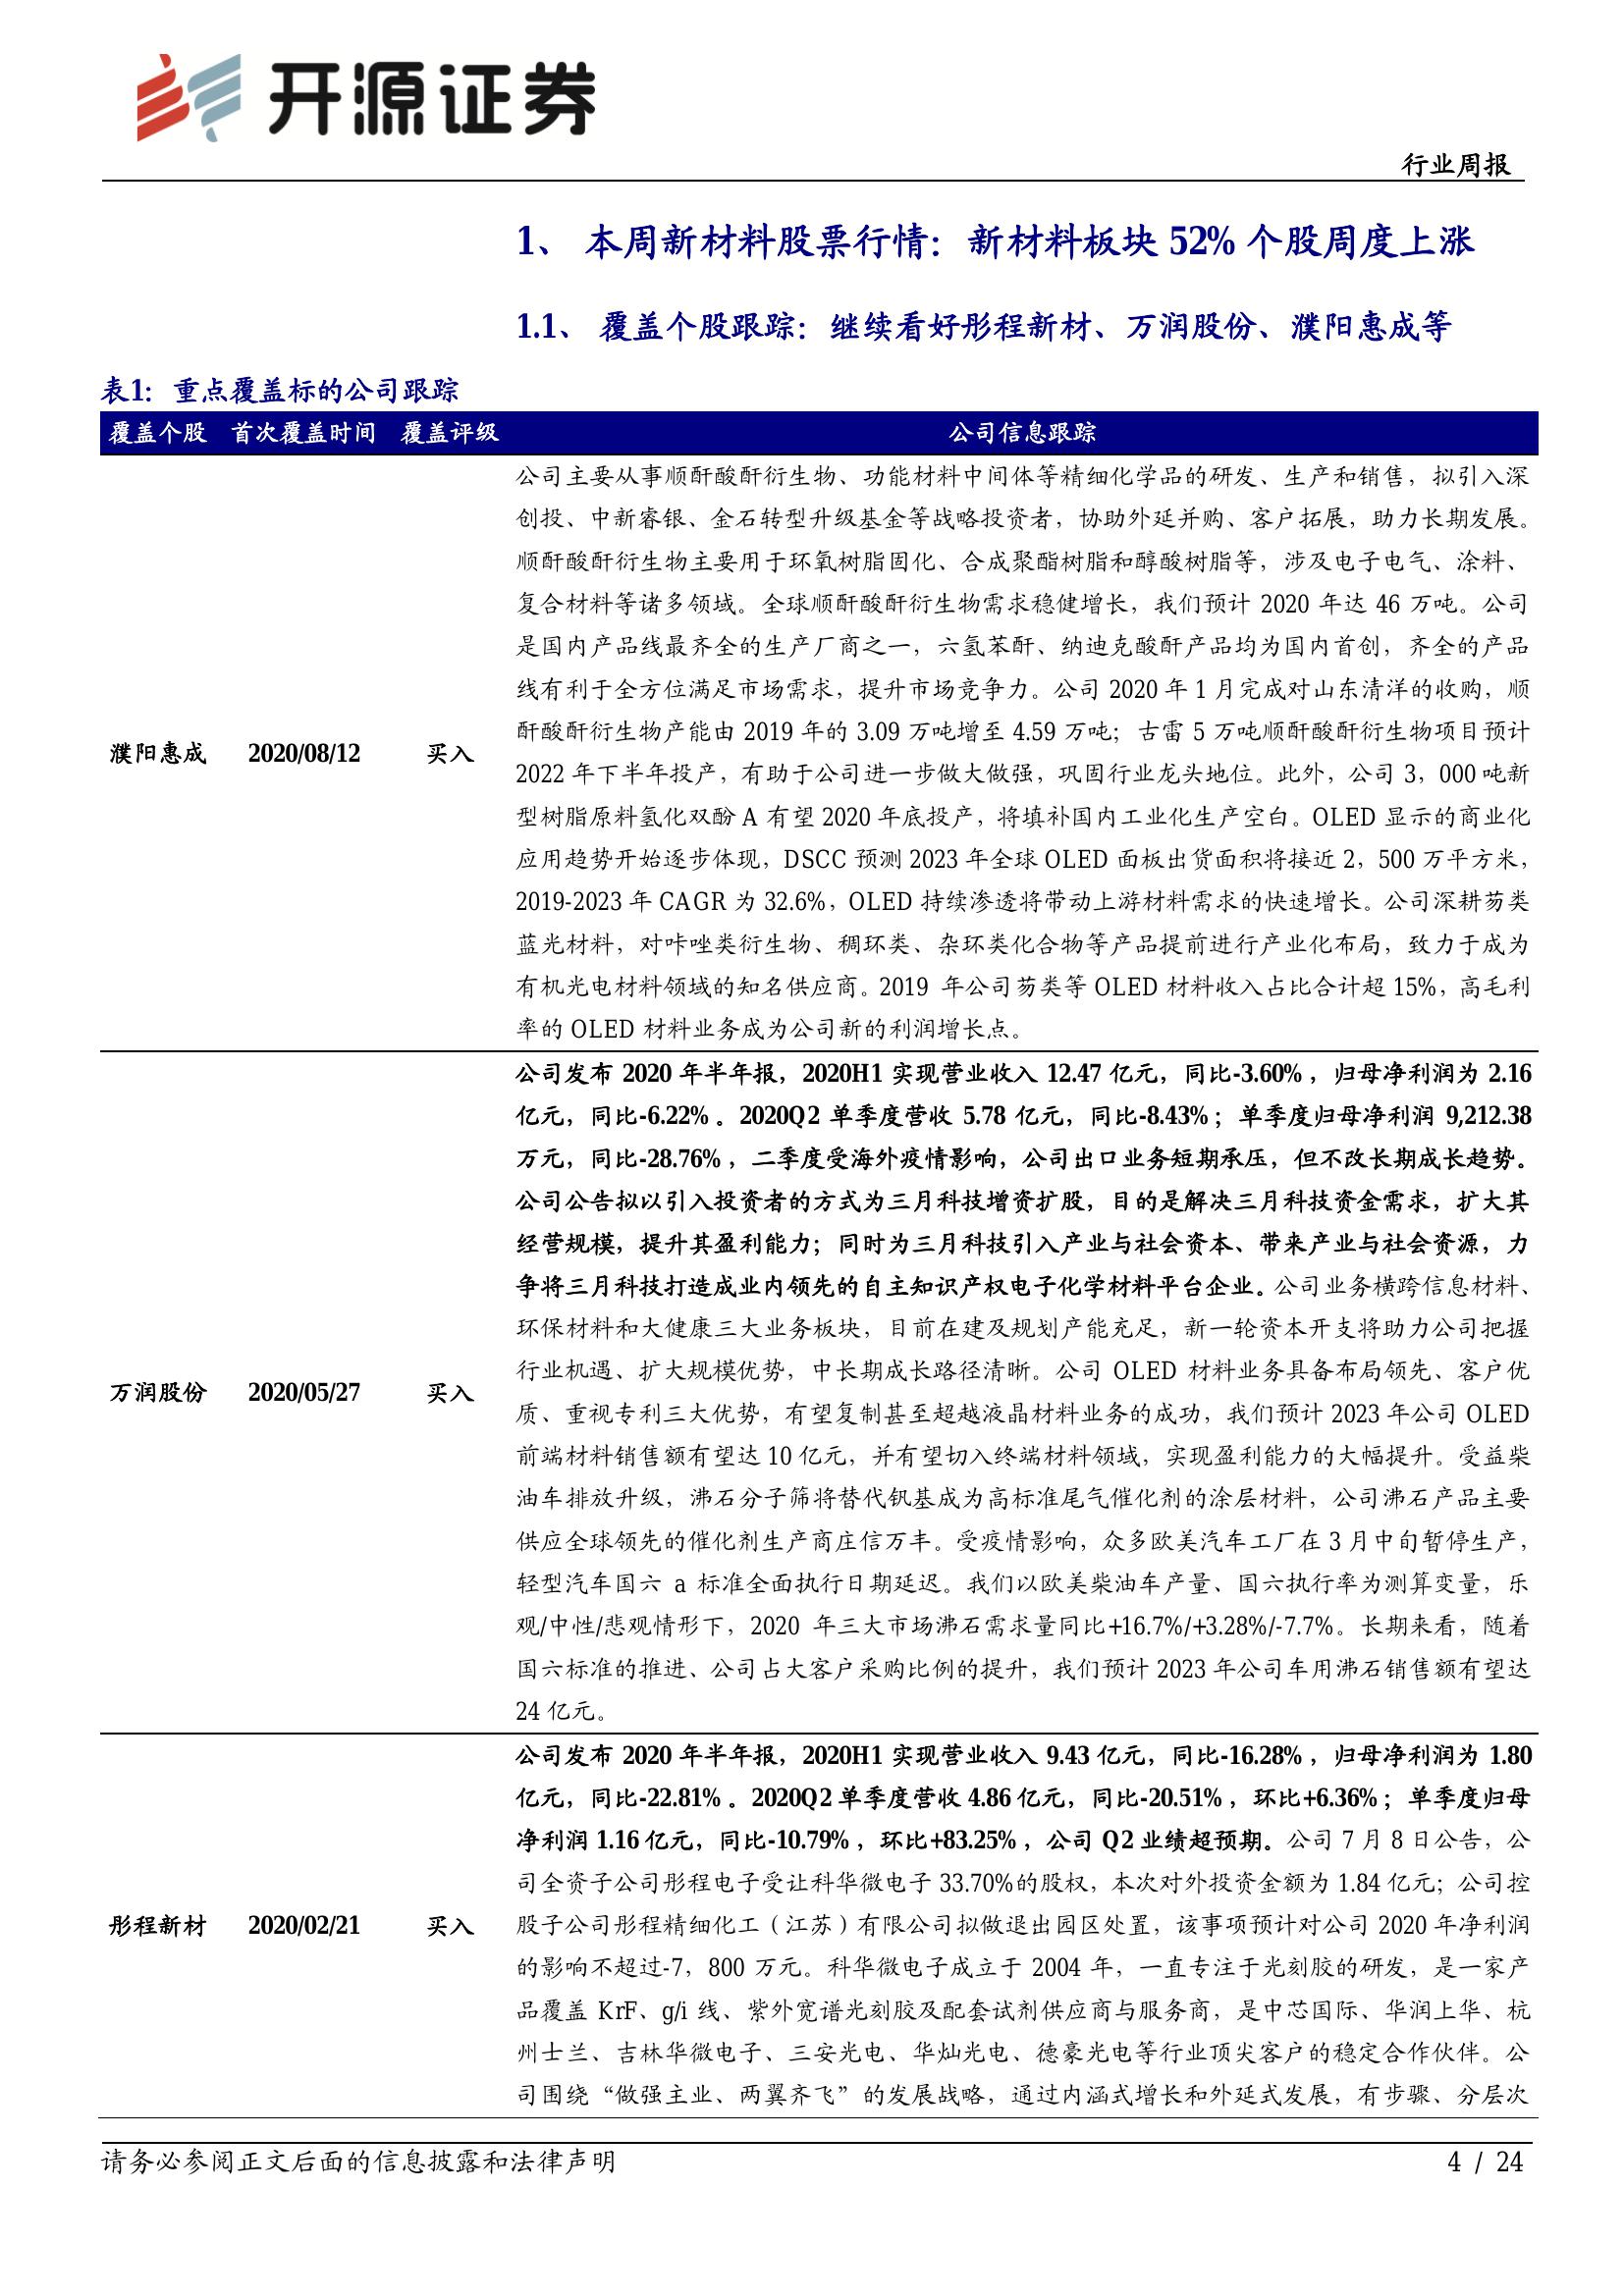 开源证券
行业周报
1、 本周新材料股票行情：新材料板块 52%个股周度上涨
1.1、 覆盖个股跟踪：继续看好彤程新材、万润股份、濮阳惠成等
表1：重点覆盖标的公司跟踪
覆盖个股 首次覆盖时间 覆盖评级 公司信息跟踪
公司主要从事顺酐酸酐衍生物、功能材料中间体等精细化学品的研发、生产和销售，拟引入深
创投、中新睿银、金石转型升级基金等战略投资者，协助外延并购、客户拓展，助力长期发展。
顺酐酸酐衍生物主要用于环氧树脂固化、合成聚酯树脂和醇酸树脂等，涉及电子电气、涂料、
复合材料等诸多领域。全球顺酐酸酐衍生物需求稳健增长，我们预计 2020 年达 46 万吨。公司
是国内产品线最齐全的生产厂商之一，六氢苯酐、纳迪克酸酐产品均为国内首创，齐全的产品
线有利于全方位满足市场需求，提升市场竞争力。公司 2020 年 1 月完成对山东清洋的收购，顺
酐酸酐衍生物产能由 2019 年的 3.09 万吨增至 4.59 万吨；古雷 5 万吨顺酐酸酐衍生物项目预计
濮阳惠成 2020/08/12 买入
2022 年下半年投产，有助于公司进一步做大做强，巩固行业龙头地位。此外，公司 3，000 吨新
型树脂原料氢化双酚 A 有望 2020 年底投产，将填补国内工业化生产空白。OLED 显示的商业化
应用趋势开始逐步体现，DSCC 预测 2023 年全球 OLED 面板出货面积将接近 2，500 万平方米，
2019-2023 年 CAGR 为 32.6%，OLED 持续渗透将带动上游材料需求的快速增长。公司深耕芴类
蓝光材料，对咔唑类衍生物、稠环类、杂环类化合物等产品提前进行产业化布局，致力于成为
有机光电材料领域的知名供应商。2019 年公司芴类等 OLED 材料收入占比合计超 15%，高毛利
率的 OLED 材料业务成为公司新的利润增长点。
公司发布 2020 年半年报，2020H1 实现营业收入 12.47 亿元，同比-3.60%，归母净利润为 2.16
亿元，同比-6.22%。2020Q2 单季度营收 5.78 亿元，同比-8.43%；单季度归母净利润 9,212.38
万元，同比-28.76%，二季度受海外疫情影响，公司出口业务短期承压，但不改长期成长趋势。
公司公告拟以引入投资者的方式为三月科技增资扩股，目的是解决三月科技资金需求，扩大其
经营规模，提升其盈利能力；同时为三月科技引入产业与社会资本、带来产业与社会资源，力
争将三月科技打造成业内领先的自主知识产权电子化学材料平台企业。公司业务横跨信息材料、
环保材料和大健康三大业务板块，目前在建及规划产能充足，新一轮资本开支将助力公司把握
行业机遇、扩大规模优势，中长期成长路径清晰。公司 OLED 材料业务具备布局领先、客户优
万润股份 2020/05/27 买入
质、重视专利三大优势，有望复制甚至超越液晶材料业务的成功，我们预计 2023 年公司 OLED
前端材料销售额有望达 10 亿元，并有望切入终端材料领域，实现盈利能力的大幅提升。受益柴
油车排放升级，沸石分子筛将替代钒基成为高标准尾气催化剂的涂层材料，公司沸石产品主要
供应全球领先的催化剂生产商庄信万丰。受疫情影响，众多欧美汽车工厂在 3 月中旬暂停生产，
轻型汽车国六 a 标准全面执行日期延迟。我们以欧美柴油车产量、国六执行率为测算变量，乐
观/中性/悲观情形下，2020 年三大市场沸石需求量同比+16.7%/+3.28%/-7.7%。长期来看，随着
国六标准的推进、公司占大客户采购比例的提升，我们预计 2023 年公司车用沸石销售额有望达
24 亿元。
公司发布 2020 年半年报，2020H1 实现营业收入 9.43 亿元，同比-16.28%，归母净利润为 1.80
亿元，同比-22.81%。2020Q2 单季度营收 4.86 亿元，同比-20.51%，环比+6.36%；单季度归母
净利润 1.16 亿元，同比-10.79%，环比+83.25%，公司 Q2 业绩超预期。公司 7 月 8 日公告，公
司全资子公司彤程电子受让科华微电子 33.70%的股权，本次对外投资金额为 1.84 亿元；公司控
彤程新材 2020/02/21 买入
股子公司彤程精细化工（江苏）有限公司拟做退出园区处置，该事项预计对公司 2020 年净利润
的影响不超过-7，800 万元。科华微电子成立于 2004 年，一直专注于光刻胶的研发，是一家产
品覆盖 KrF、g/i 线、紫外宽谱光刻胶及配套试剂供应商与服务商，是中芯国际、华润上华、杭
州士兰、吉林华微电子、三安光电、华灿光电、德豪光电等行业顶尖客户的稳定合作伙伴。公
司围绕“做强主业、两翼齐飞”的发展战略，通过内涵式增长和外延式发展，有步骤、分层次
请务必参阅正文后面的信息披露和法律声明 4 / 24